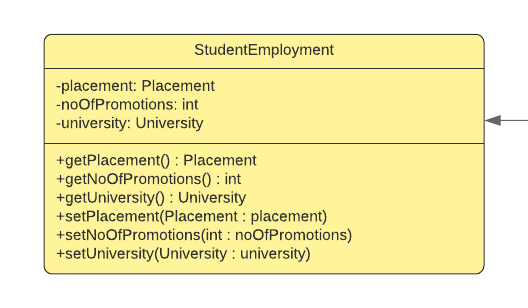 StudentEmployment
-placement: Placement
-noOfPromotions: int
-university: University
+getPlacement() : Placement
+getNoOfPromotions() : int
+getUniversity() : University
+setPlacement(Placement : placement)
+setNoOfPromotions(int : noOfPromotions)
+setUniversity(University : university)